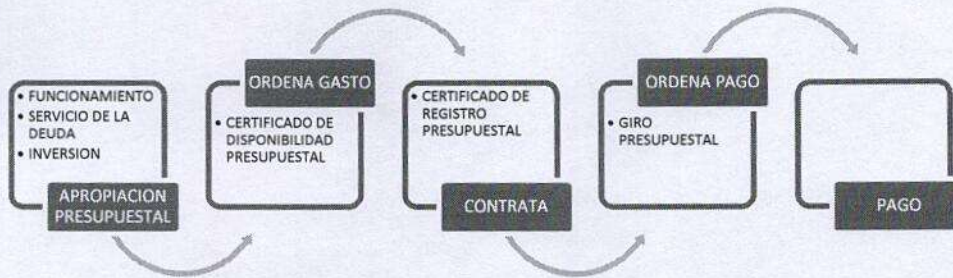 • FUNCIONAMIENTO
• SERVICIO DE LA
DEUDA
• INVERSION
APROPIACION
PRESUPUESTAL
ORDENA GASTO
• CERTIFICADO DE
DISPONIBILIDAD
PRESUPUESTAL
• CERTIFICADO DE
REGISTRO
PRESUPUESTAL
CONTRATA
ORDENA PAGO
• GIRO
PRESUPUESTAL
PAGO